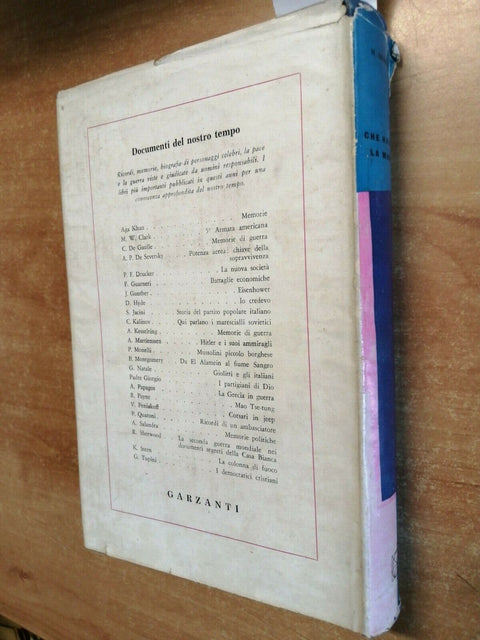 Documenti del nostro tempo
Ricordi, memorie, biografie di personaggi celebri, la pace
e la guerra viste e giudicate da uomini responsabili. I
libri più importanti pubblicati in questi anni per una
conoscenza approfondita del nostro tempo.
Aga Khan . . . Memorie
M. W. Clark . . . 5ª Armata americana
C. De Gaulle . . . Memorie di guerra
A. P. De Seversky . . . Potenza aerea: chiave della
sopravvivenza
P. F. Drucker . . . La nuova società
F. Guarneri . . . Battaglie economiche
J. Gunther . . . Eisenhower
D. Hyde . . . Io credevo
S. Jacini . . . Storia del partito popolare italiano
C. Kalinov . . . Qui parlano i marescialli sovietici
A. Kesselring . . . Memorie di guerra
A. Martienssen . . . Hitler e i suoi ammiragli
P. Monelli . . . Mussolini piccolo borghese
B. Montgomery . . . Da El Alamein al fiume Sangro
G. Natale . . . Giolitti e gli italiani
Padre Giorgio . . . I partigiani di Dio
A. Papagos . . . La Grecia in guerra
R. Payne . . . Mao Tse-tung
V. Peniakoff . . . Corsari in jeep
P. Quaroni . . . Ricordi di un ambasciatore
A. Salandra . . . Memorie politiche
R. Sherwood . . . La seconda guerra mondiale nei
documenti segreti della Casa Bianca
K. Stern . . . La colonna di fuoco
G. Tupini . . . I democratici cristiani
GARZANTI
CHE
LA